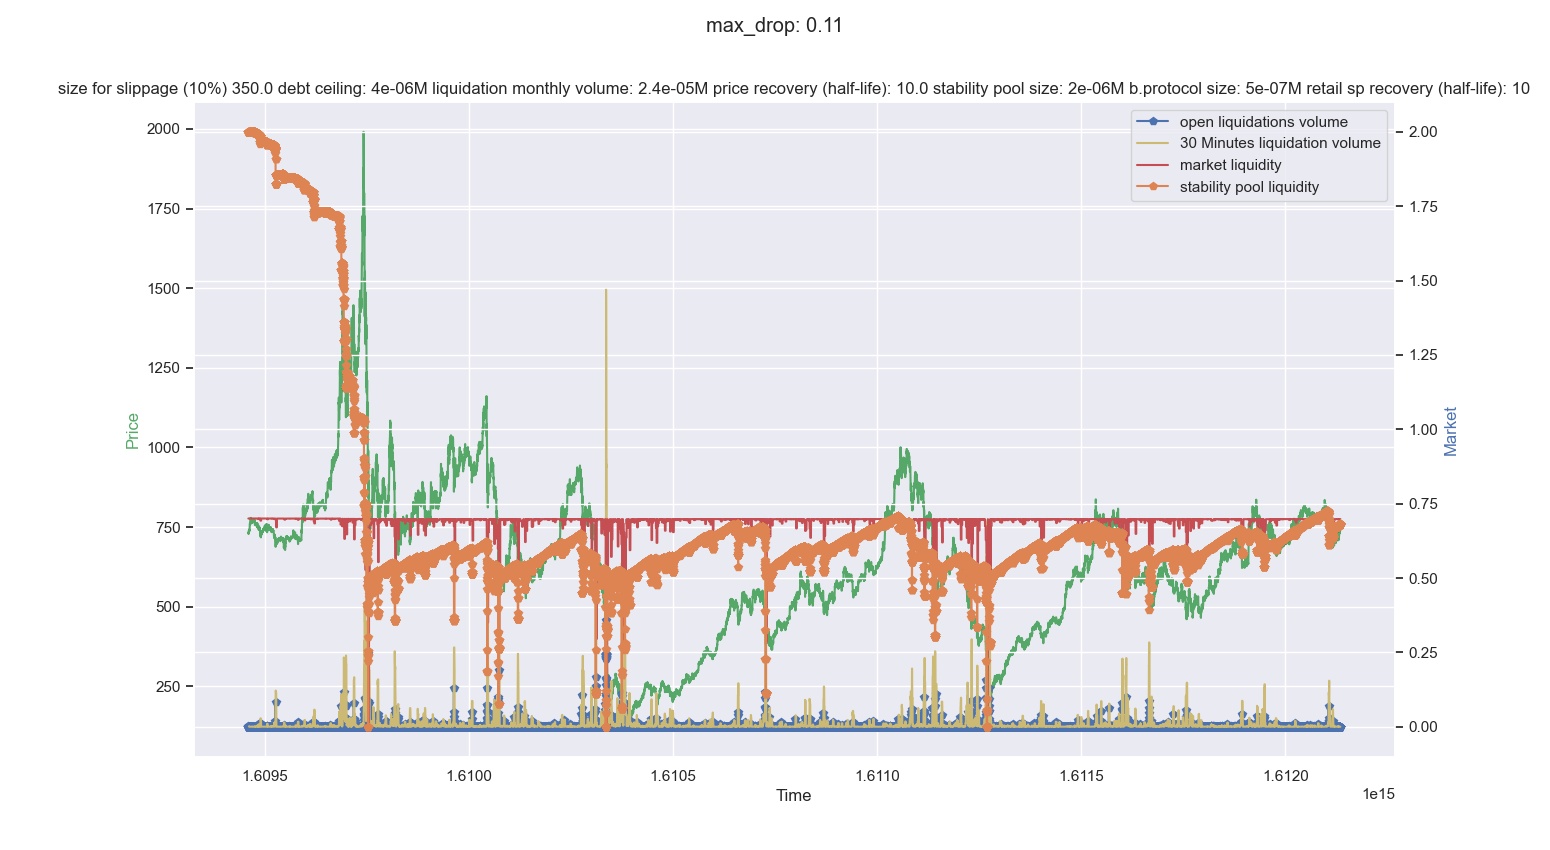 max_drop: 0.11
size for slippage (10%) 350.0 debt ceiling: 4e-06M liquidation monthly volume: 2.4e-05M price recovery (half-life): 10.0 stability pool size: 2e-06M b.protocol size: 5e-07M retail sp recovery (half-life): 10
open liquidations volume
30 Minutes liquidation volume
market liquidity
stability pool liquidity
2000
1750
1500
1250
1000
750
500
250
Price
2.00
1.75
1.50
1.25
1.00
0.75
0.50
0.25
0.00
Market
1.6095
1.6100
1.6105
1.6110
1.6115
1.6120
1e15
Time